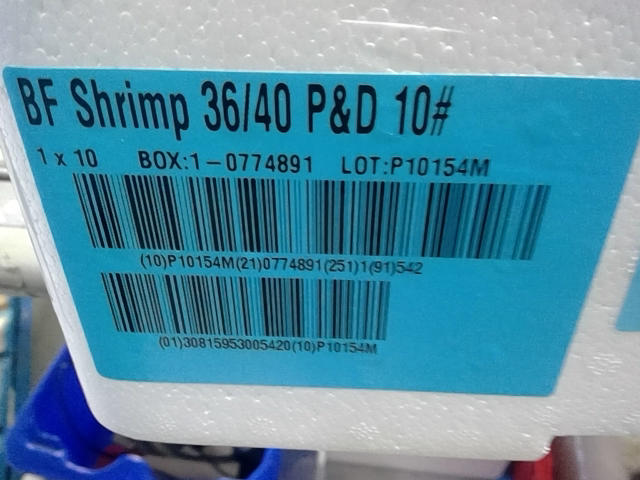 BF Shrimp 36/40 P&D 10#
1 x 10 BOX:1-0774891 LOT:P10154M
(10)P10154M(21)0774891(251)1(91)542
(01)30815953005420(10)P10154M